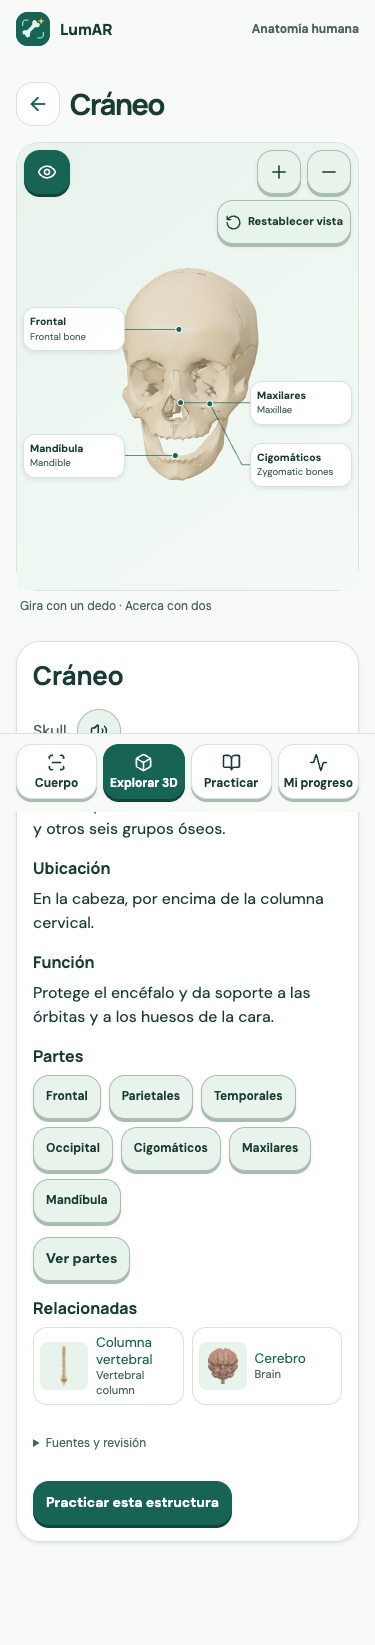 LumAR
Anatomía humana
Cráneo
Restablecer vista
Frontal
Frontal bone
Maxilares
Maxillae
Mandíbula
Mandible
Cigomáticos
Zygomatic bones
Gira con un dedo · Acerca con dos
Cráneo
Skull
Cuerpo
Explorar 3D
Practicar
Mi progreso
y otros seis grupos óseos.
Ubicación
En la cabeza, por encima de la columna
cervical.
Función
Protege el encéfalo y da soporte a las
órbitas y a los huesos de la cara.
Partes
Frontal
Parietales
Temporales
Occipital
Cigomáticos
Maxilares
Mandíbula
Ver partes
Relacionadas
Columna
vertebral
Vertebral
column
Cerebro
Brain
Fuentes y revisión
Practicar esta estructura